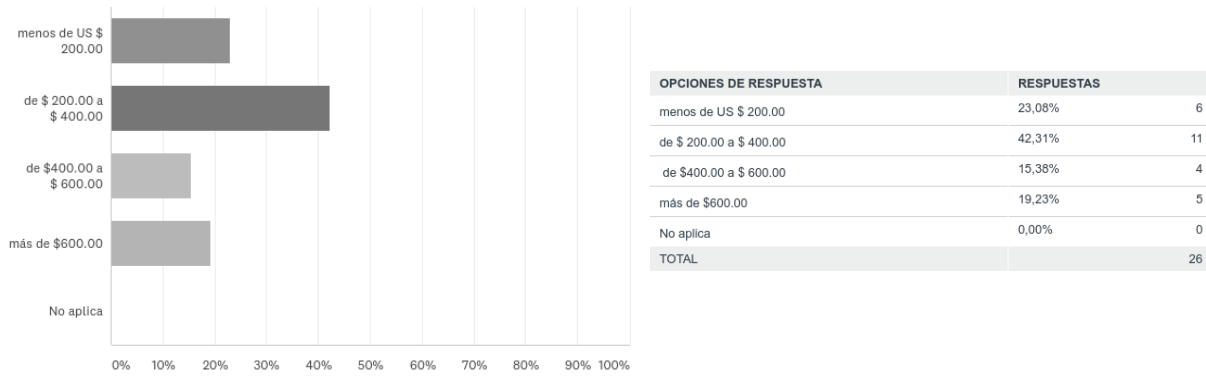 menos de US $
200.00
de $ 200.00 a
$ 400.00
de $400.00 a
$ 600.00
más de $600.00
No aplica
0% 10% 20% 30% 40% 50% 60% 70% 80% 90% 100%
OPCIONES DE RESPUESTA RESPUESTAS
menos de US $ 200.00 23,08% 6
de $ 200.00 a $ 400.00 42,31% 11
de $400.00 a $ 600.00 15,38% 4
más de $600.00 19,23% 5
No aplica 0,00% 0
TOTAL 26